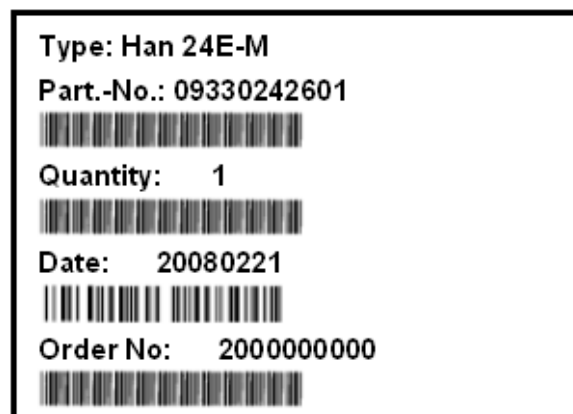 Type: Han 24E-M
Part.-No.: 09330242601
Quantity: 1
Date: 20080221
Order No: 2000000000